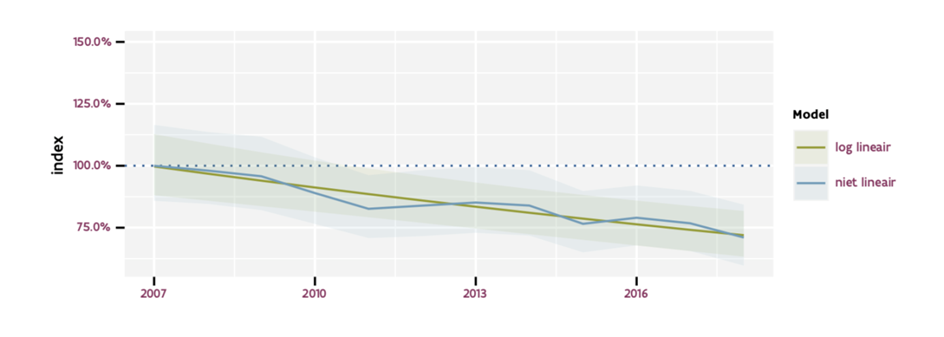 150.0%
125.0%
100.0%
75.0%
index
2007
2010
2013
2016
Model
log lineair
niet lineair